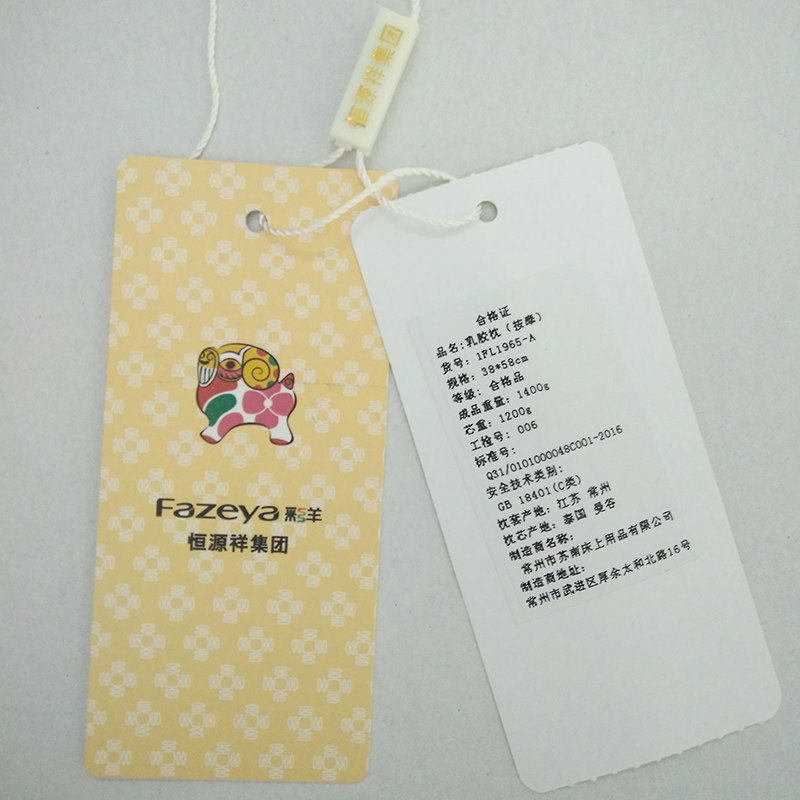 恒源祥集团
Fazeya 彩羊
恒源祥集团
合格证
品名:乳胶枕（按摩）
货号: 1FL1965-A
规格: 38*58cm
等级: 合格品
成品重量: 1400g
芯重: 1200g
工检号: 006
标准号:
Q31/0101000048C001-2016
安全技术类别:
GB 18401(C类)
枕套产地: 江苏 常州
枕芯产地: 泰国 曼谷
制造商名称:
常州市苏南床上用品有限公司
制造商地址:
常州市武进区厚余太和北路16号